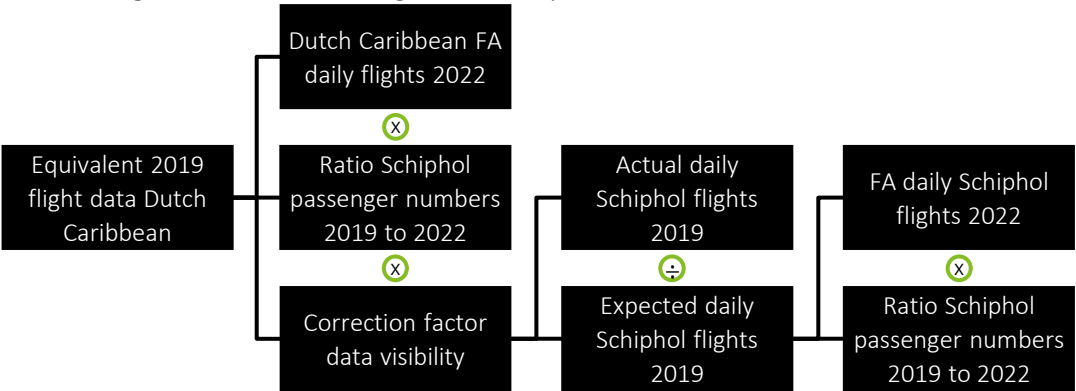 Dutch Caribbean FA
daily flights 2022
x
Equivalent 2019
flight data Dutch
Caribbean
Ratio Schiphol
passenger numbers
2019 to 2022
x
Correction factor
data visibility
Actual daily
Schiphol flights
2019
÷
Expected daily
Schiphol flights
2019
FA daily Schiphol
flights 2022
x
Ratio Schiphol
passenger numbers
2019 to 2022